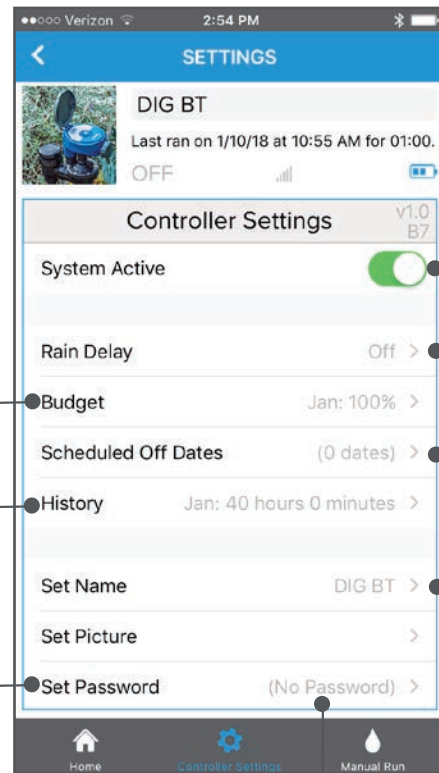 Verizon 2:54 PM
SETTINGS
DIG BT
Last ran on 1/10/18 at 10:55 AM for 01:00.
OFF
Controller Settings v1.0
B7
System Active
Rain Delay Off >
Budget Jan: 100% >
Scheduled Off Dates (0 dates) >
History Jan: 40 hours 0 minutes >
Set Name DIG BT >
Set Picture >
Set Password (No Password) >
Home Controller Settings Manual Run